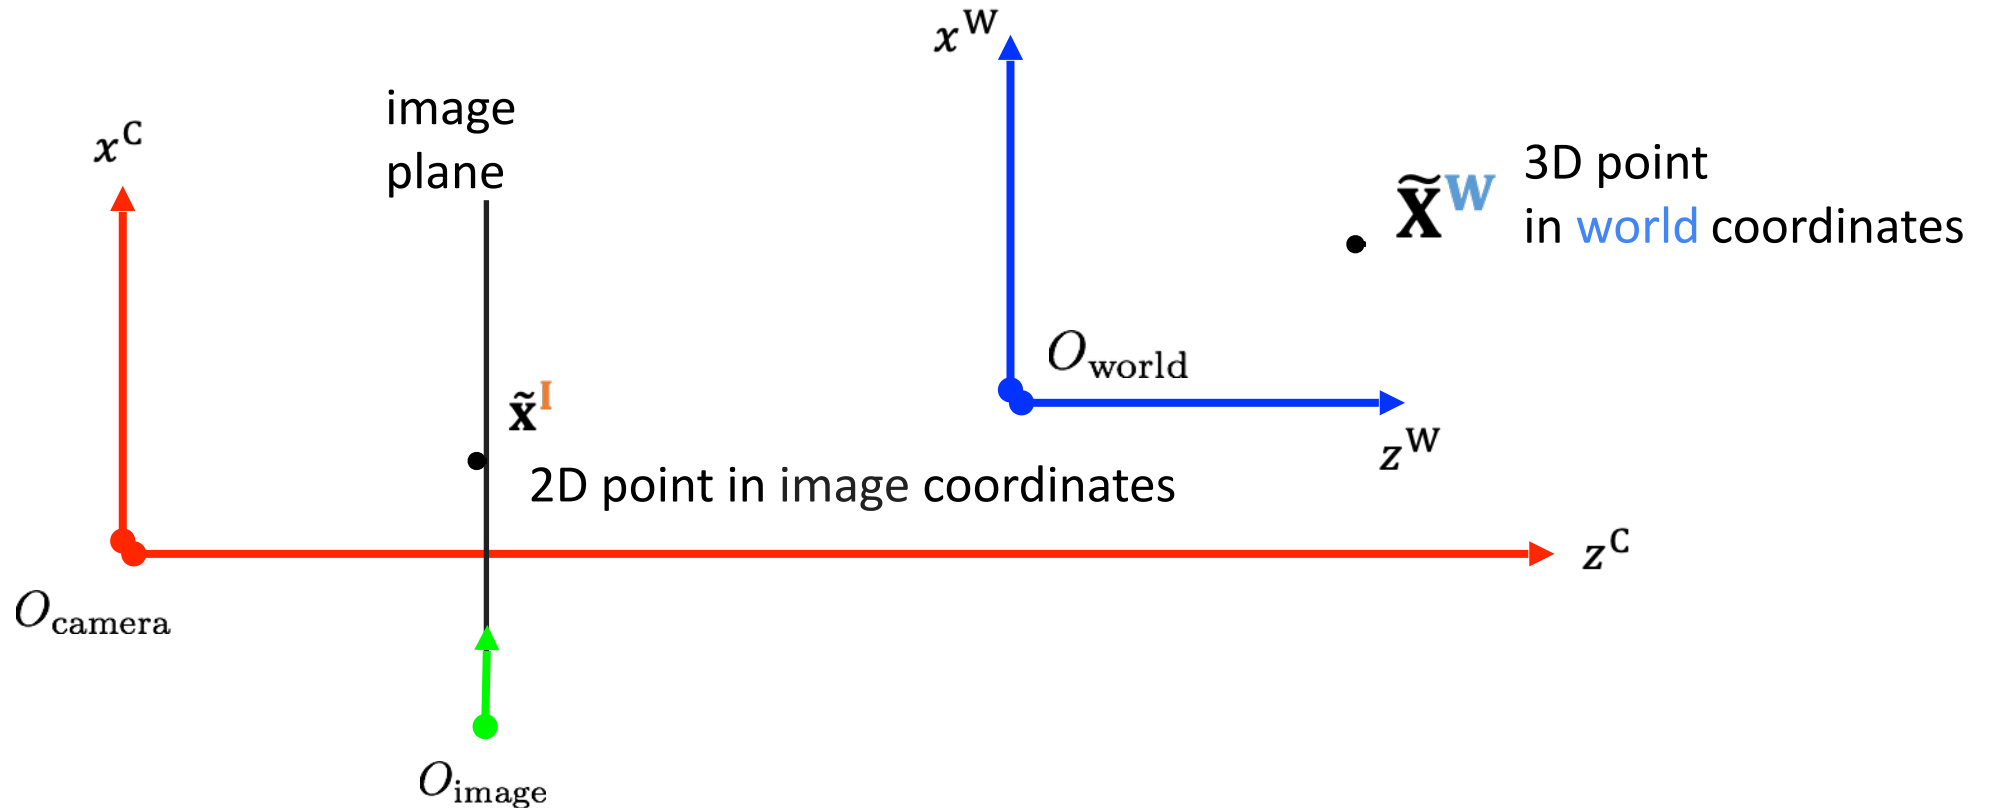 x^W
image
plane
x^C
3D point
X̃^W
in world coordinates
O_world
x̃^I
z^W
2D point in image coordinates
z^C
O_camera
O_image